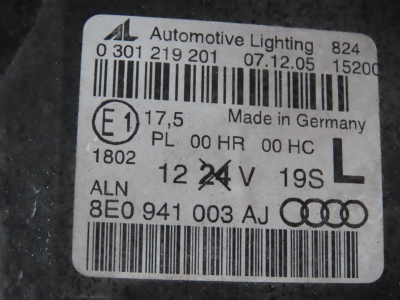 AL Automotive Lighting 824
0 301 219 201 07.12.05 15200
E1 17,5 Made in Germany
PL 00 HR 00 HC
1802
12 24 V 19S L
ALN
8E0 941 003 AJ